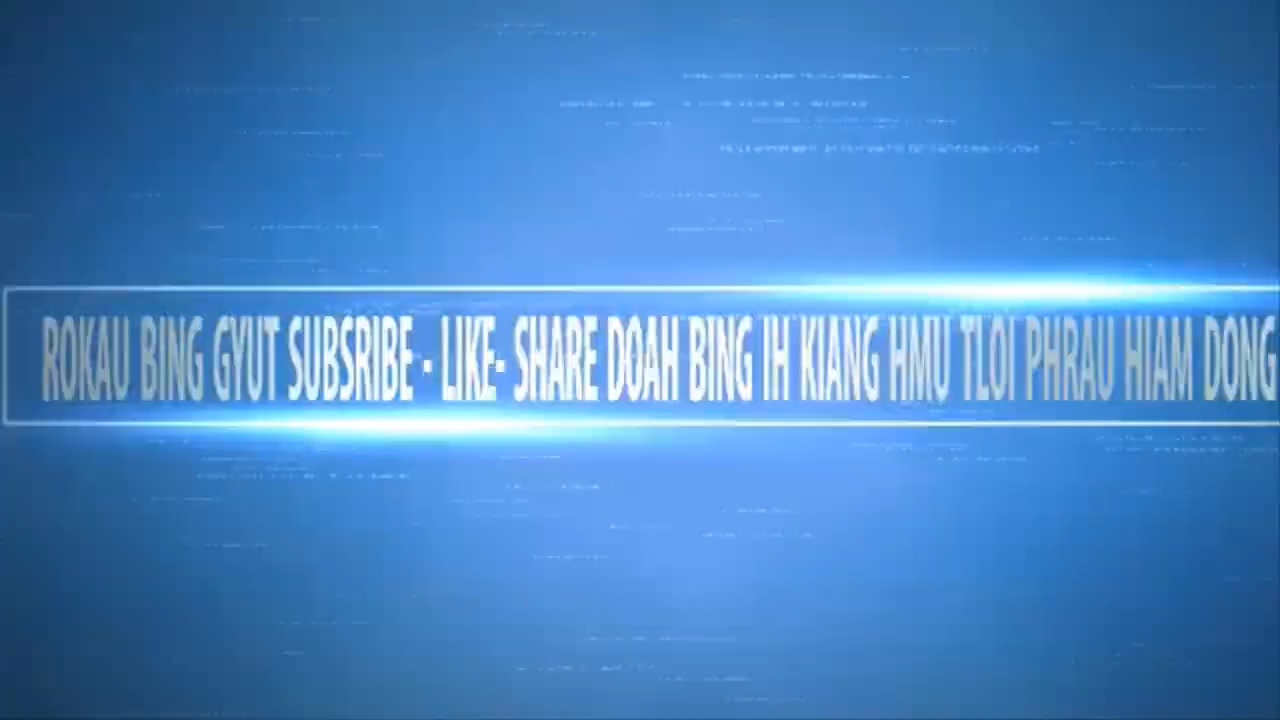 ROKAU BING GYUT SUBSRIBE - LIKE- SHARE DOAH BING IH KIANG HMU TLOI PHRAU HIAM DONG